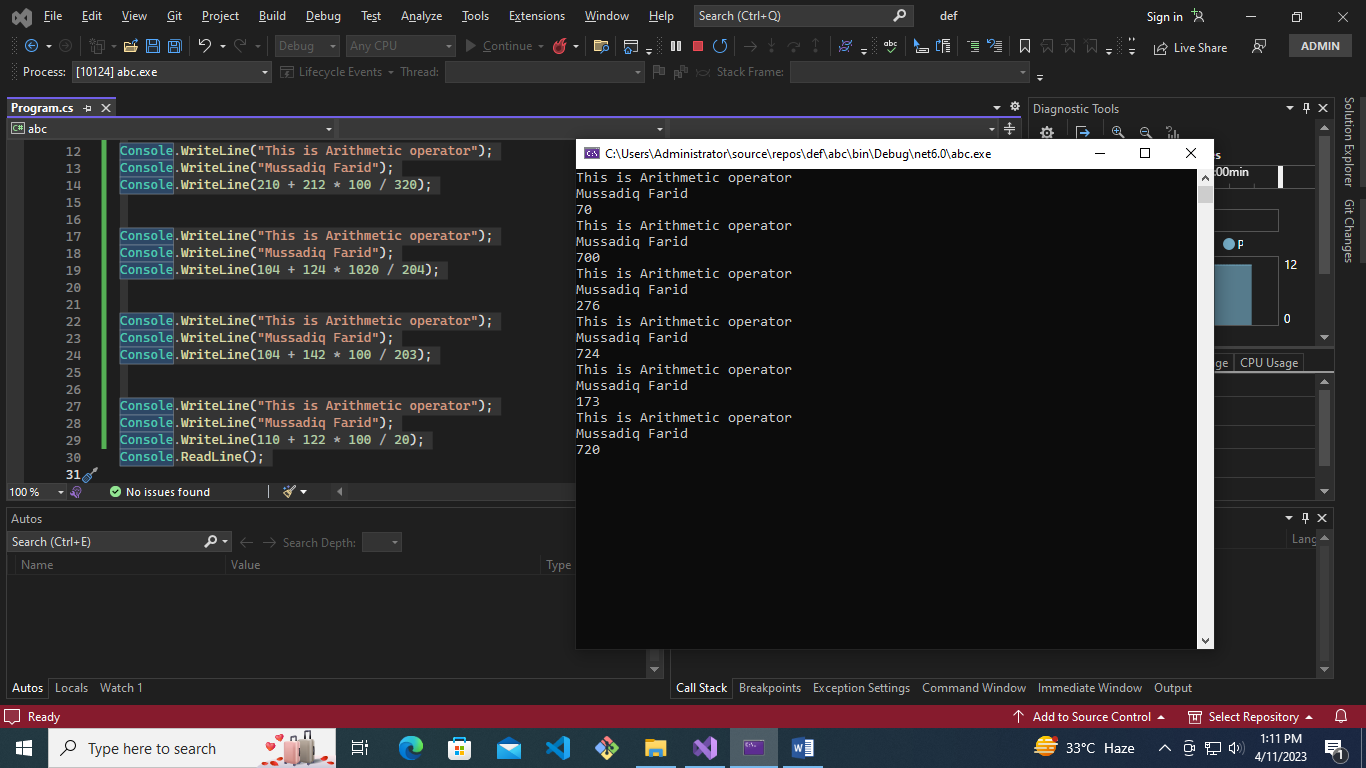 File Edit View Git Project Build Debug Test Analyze Tools Extensions Window Help Search (Ctrl+Q) def Sign in
Debug Any CPU Continue Live Share ADMIN
Process: [10124] abc.exe Lifecycle Events Thread: Stack Frame:
Program.cs
abc
12 Console.WriteLine("This is Arithmetic operator");
13 Console.WriteLine("Mussadiq Farid");
14 Console.WriteLine(210 + 212 * 100 / 320);
15
16
17 Console.WriteLine("This is Arithmetic operator");
18 Console.WriteLine("Mussadiq Farid");
19 Console.WriteLine(104 + 124 * 1020 / 204);
20
21
22 Console.WriteLine("This is Arithmetic operator");
23 Console.WriteLine("Mussadiq Farid");
24 Console.WriteLine(104 + 142 * 100 / 203);
25
26
27 Console.WriteLine("This is Arithmetic operator");
28 Console.WriteLine("Mussadiq Farid");
29 Console.WriteLine(110 + 122 * 100 / 20);
30 Console.ReadLine();
31
100 % No issues found
C:\Users\Administrator\source\repos\def\abc\bin\Debug\net6.0\abc.exe
This is Arithmetic operator
Mussadiq Farid
70
This is Arithmetic operator
Mussadiq Farid
700
This is Arithmetic operator
Mussadiq Farid
276
This is Arithmetic operator
Mussadiq Farid
724
This is Arithmetic operator
Mussadiq Farid
173
This is Arithmetic operator
Mussadiq Farid
720
Diagnostic Tools
:00min
P
12
0
CPU Usage
Solution Explorer
Git Changes
Autos
Search (Ctrl+E) Search Depth:
Name Value Type
Lang
Autos Locals Watch 1
Call Stack Breakpoints Exception Settings Command Window Immediate Window Output
Ready Add to Source Control Select Repository
Type here to search
33°C Haze
1:11 PM
4/11/2023
1